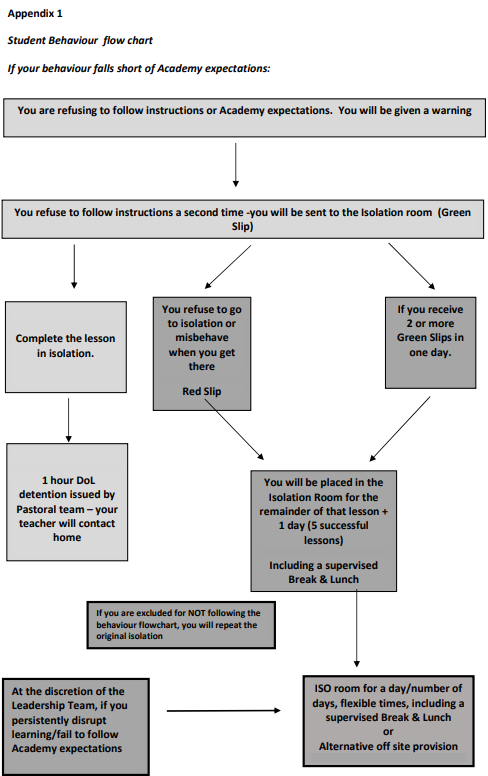 Appendix 1
Student Behaviour flow chart
If your behaviour falls short of Academy expectations:
You are refusing to follow instructions or Academy expectations. You will be given a warning
You refuse to follow instructions a second time -you will be sent to the Isolation room (Green
Slip)
Complete the lesson
in isolation.
You refuse to go
to isolation or
misbehave
when you get
there
Red Slip
If you receive
2 or more
Green Slips in
one day.
1 hour DoL
detention issued by
Pastoral team – your
teacher will contact
home
You will be placed in the
Isolation Room for the
remainder of that lesson +
1 day (5 successful
lessons)
Including a supervised
Break & Lunch
If you are excluded for NOT following the
behaviour flowchart, you will repeat the
original isolation
At the discretion of the
Leadership Team, if you
persistently disrupt
learning/fail to follow
Academy expectations
ISO room for a day/number of
days, flexible times, including a
supervised Break & Lunch
or
Alternative off site provision